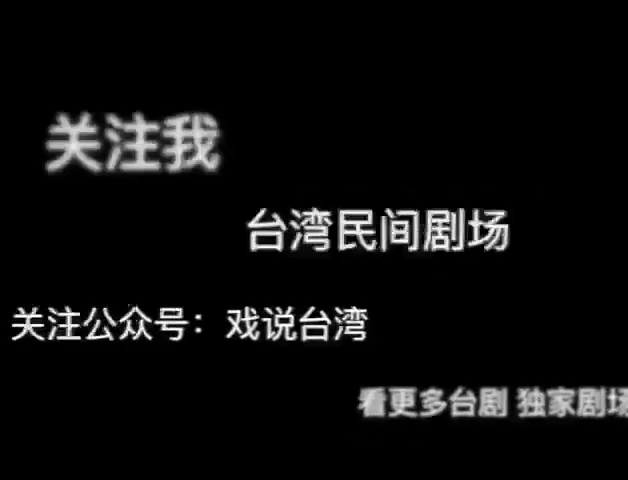 关注我
台湾民间剧场
关注公众号：戏说台湾
看更多台剧 独家剧场